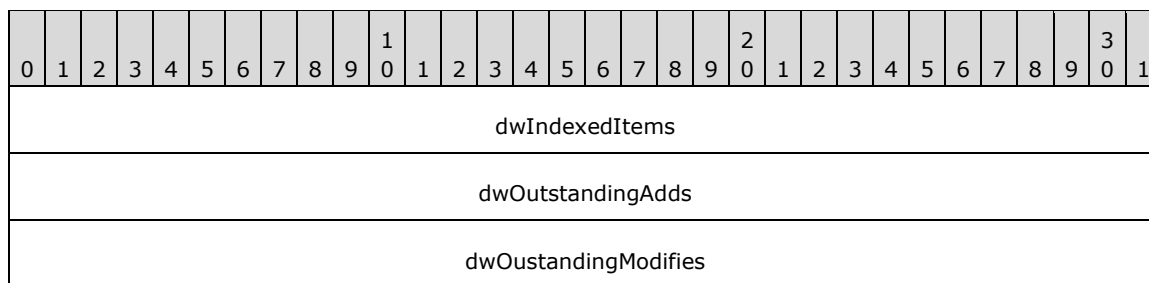 1 2 3
0 1 2 3 4 5 6 7 8 9 0 1 2 3 4 5 6 7 8 9 0 1 2 3 4 5 6 7 8 9 0 1
dwIndexedItems
dwOutstandingAdds
dwOustandingModifies